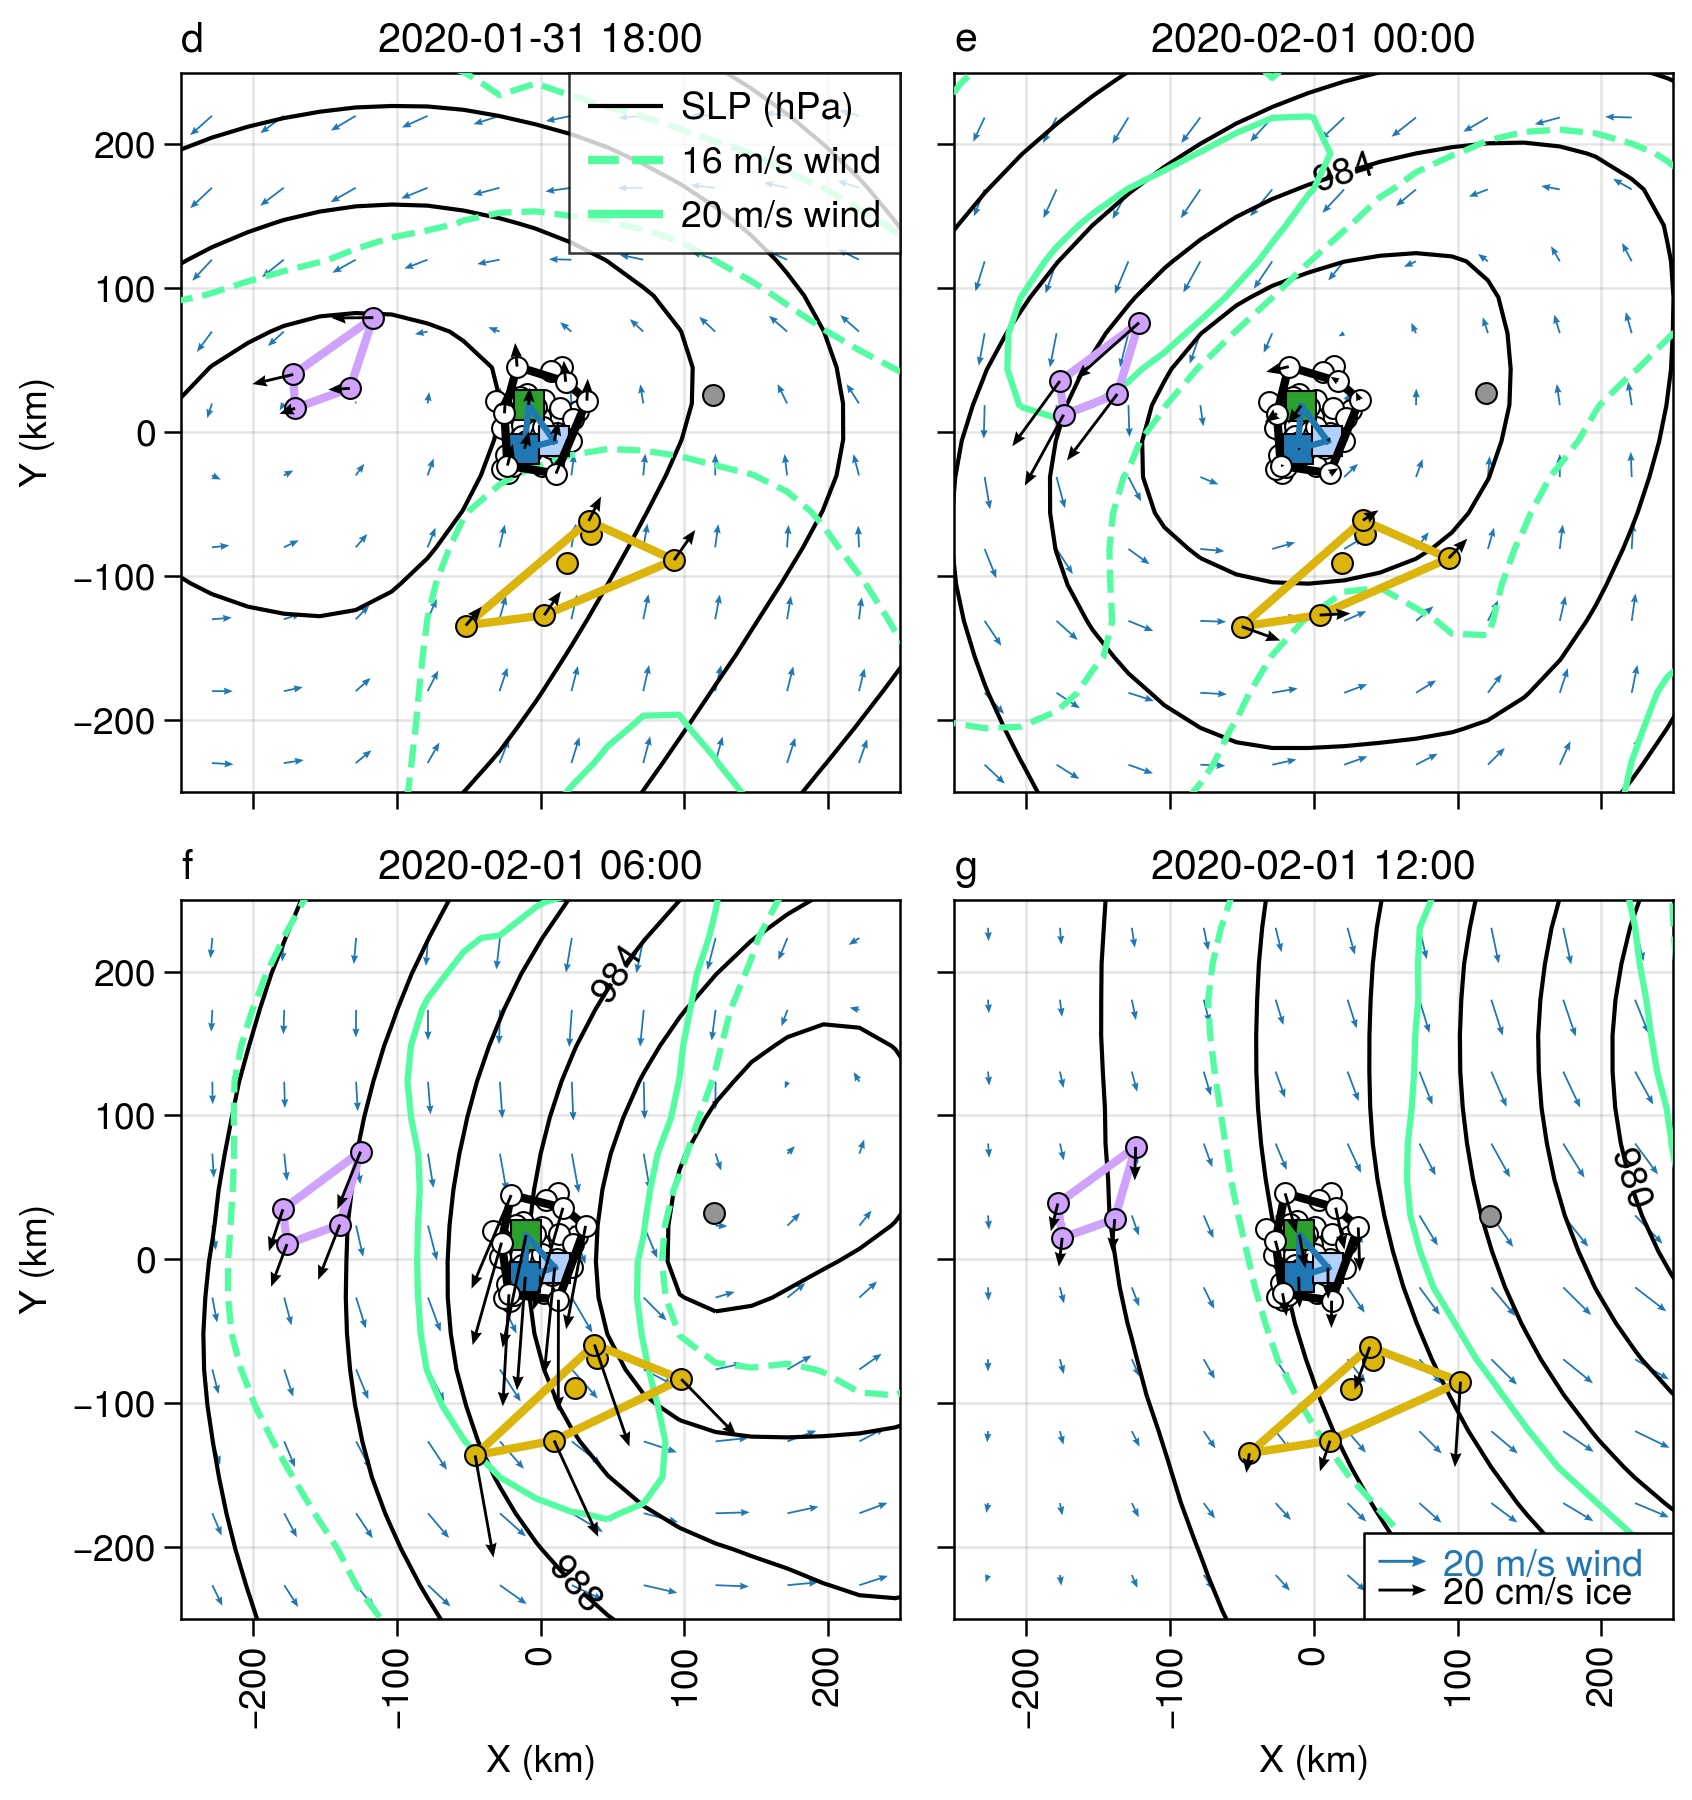 d 2020-01-31 18:00
SLP (hPa)
16 m/s wind
20 m/s wind
200
100
0
−100
−200
Y (km)
e 2020-02-01 00:00
984
f 2020-02-01 06:00
984
988
200
100
0
−100
−200
Y (km)
−200 −100 0 100 200
X (km)
g 2020-02-01 12:00
980
20 m/s wind
20 cm/s ice
−200 −100 0 100 200
X (km)